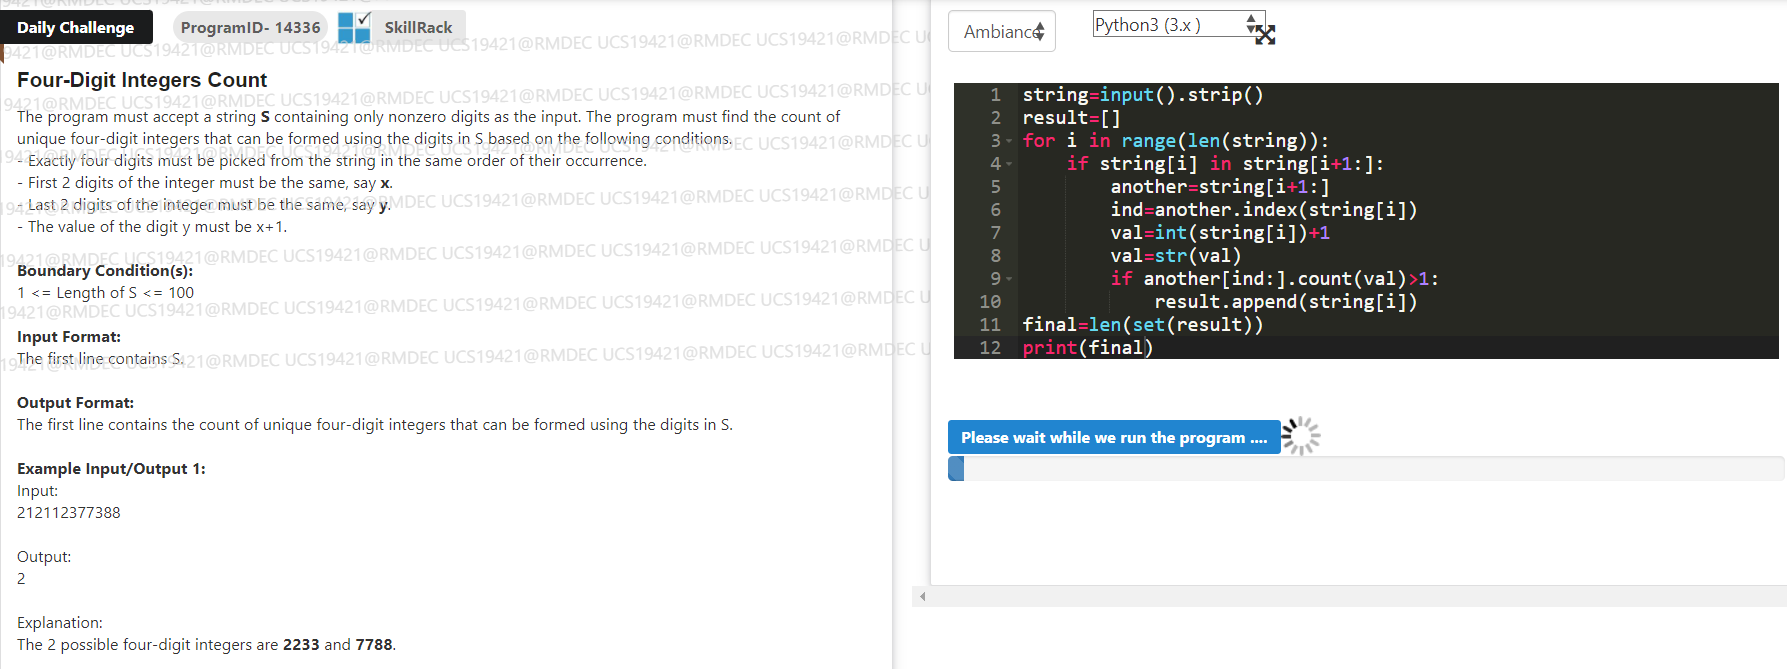 Daily Challenge
ProgramID- 14336
SkillRack
Four-Digit Integers Count
The program must accept a string S containing only nonzero digits as the input. The program must find the count of
unique four-digit integers that can be formed using the digits in S based on the following conditions.
- Exactly four digits must be picked from the string in the same order of their occurrence.
- First 2 digits of the integer must be the same, say x.
- Last 2 digits of the integer must be the same, say y.
- The value of the digit y must be x+1.
Boundary Condition(s):
1 <= Length of S <= 100
Input Format:
The first line contains S.
Output Format:
The first line contains the count of unique four-digit integers that can be formed using the digits in S.
Example Input/Output 1:
Input:
212112377388
Output:
2
Explanation:
The 2 possible four-digit integers are 2233 and 7788.
Ambiance
Python3 (3.x )
1 string=input().strip()
2 result=[]
3 for i in range(len(string)):
4 if string[i] in string[i+1:]:
5 another=string[i+1:]
6 ind=another.index(string[i])
7 val=int(string[i])+1
8 val=str(val)
9 if another[ind:].count(val)>1:
10 result.append(string[i])
11 final=len(set(result))
12 print(final)
Please wait while we run the program ....
UCS19421@RMDEC UCS19421@RMDEC UCS19421@RMDEC UCS19421@RMDEC